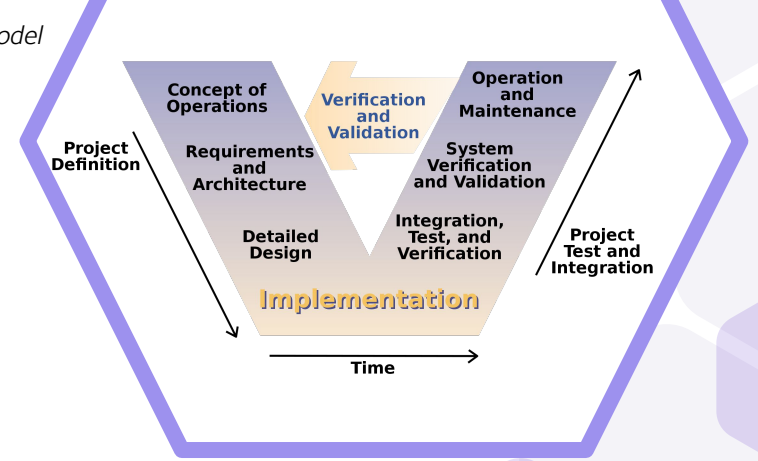 odel
Concept of
Operations
Requirements
and
Architecture
Detailed
Design
Project
Definition
Verification
and
Validation
Operation
and
Maintenance
System
Verification
and Validation
Integration,
Test, and
Verification
Project
Test and
Integration
Implementation
Time